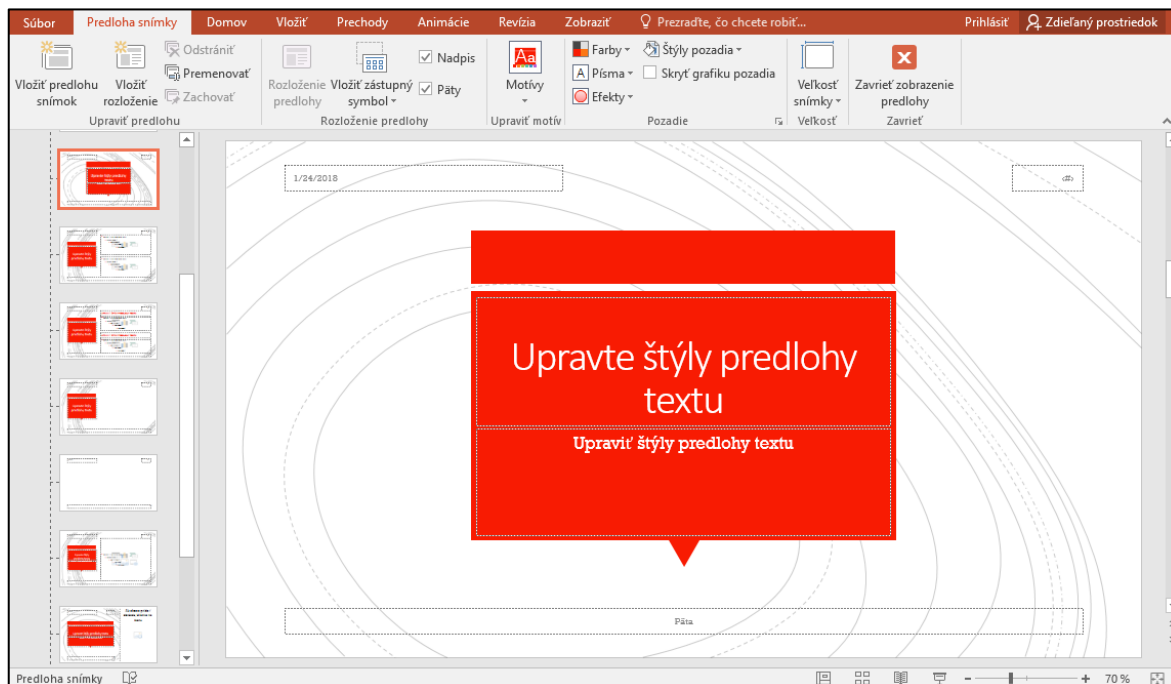 Súbor Predloha snímky Domov Vložiť Prechody Animácie Revízia Zobraziť Prezraďte, čo chcete robiť... Prihlásiť Zdieľaný prostriedok
Vložiť predlohu snímok
Vložiť rozloženie
Odstrániť
Premenovať
Zachovať
Upraviť predlohu
Rozloženie predlohy
Vložiť zástupný symbol
Nadpis
Päty
Rozloženie predlohy
Aa
Motívy
Upraviť motív
Farby
A Písma
Efekty
Štýly pozadia
Skryť grafiku pozadia
Pozadie
Veľkosť snímky
Veľkosť
Zavrieť zobrazenie predlohy
Zavrieť
1/24/2018
‹#›
Upravte štýly predlohy
textu
Upraviť štýly predlohy textu
Päta
Predloha snímky
70 %